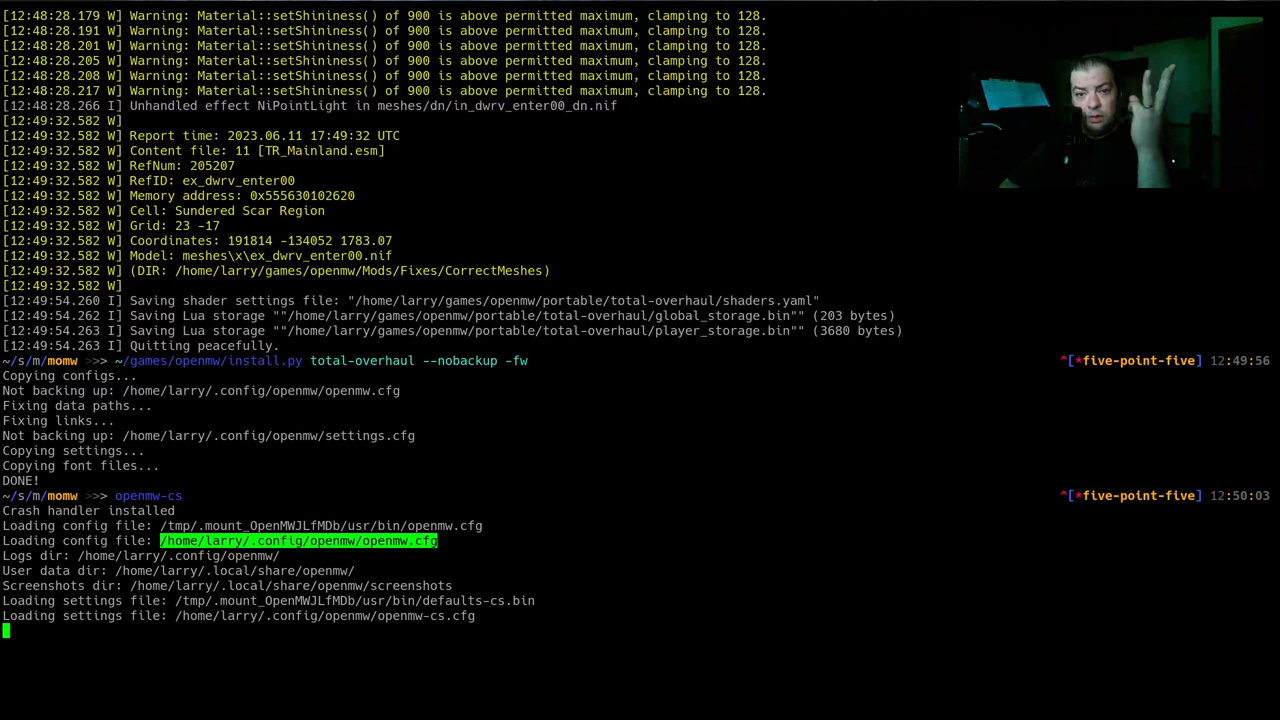 [12:48:28.179 W] Warning: Material::setShininess() of 900 is above permitted maximum, clamping to 128.
[12:48:28.191 W] Warning: Material::setShininess() of 900 is above permitted maximum, clamping to 128.
[12:48:28.201 W] Warning: Material::setShininess() of 900 is above permitted maximum, clamping to 128.
[12:48:28.205 W] Warning: Material::setShininess() of 900 is above permitted maximum, clamping to 128.
[12:48:28.208 W] Warning: Material::setShininess() of 900 is above permitted maximum, clamping to 128.
[12:48:28.217 W] Warning: Material::setShininess() of 900 is above permitted maximum, clamping to 128.
[12:48:28.266 I] Unhandled effect NiPointLight in meshes/dn/in_dwrv_enter00_dn.nif
[12:49:32.582 W]
[12:49:32.582 W] Report time: 2023.06.11 17:49:32 UTC
[12:49:32.582 W] Content file: 11 [TR_Mainland.esm]
[12:49:32.582 W] RefNum: 205207
[12:49:32.582 W] RefID: ex_dwrv_enter00
[12:49:32.582 W] Memory address: 0x555630102620
[12:49:32.582 W] Cell: Sundered Scar Region
[12:49:32.582 W] Grid: 23 -17
[12:49:32.582 W] Coordinates: 191814 -134052 1783.07
[12:49:32.582 W] Model: meshes\x\ex_dwrv_enter00.nif
[12:49:32.582 W] (DIR: /home/larry/games/openmw/Mods/Fixes/CorrectMeshes)
[12:49:32.582 W]
[12:49:54.260 I] Saving shader settings file: "/home/larry/games/openmw/portable/total-overhaul/shaders.yaml"
[12:49:54.262 I] Saving Lua storage ""/home/larry/games/openmw/portable/total-overhaul/global_storage.bin"" (203 bytes)
[12:49:54.263 I] Saving Lua storage ""/home/larry/games/openmw/portable/total-overhaul/player_storage.bin"" (3680 bytes)
[12:49:54.263 I] Quitting peacefully.
~/s/m/momw >>> ~/games/openmw/install.py total-overhaul --nobackup -fw ^[*five-point-five] 12:49:56
Copying configs...
Not backing up: /home/larry/.config/openmw/openmw.cfg
Fixing data paths...
Fixing links...
Not backing up: /home/larry/.config/openmw/settings.cfg
Copying settings...
Copying font files...
DONE!
~/s/m/momw >>> openmw-cs ^[*five-point-five] 12:50:03
Crash handler installed
Loading config file: /tmp/.mount_OpenMWJLfMDb/usr/bin/openmw.cfg
Loading config file: /home/larry/.config/openmw/openmw.cfg
Logs dir: /home/larry/.config/openmw/
User data dir: /home/larry/.local/share/openmw/
Screenshots dir: /home/larry/.local/share/openmw/screenshots
Loading settings file: /tmp/.mount_OpenMWJLfMDb/usr/bin/defaults-cs.bin
Loading settings file: /home/larry/.config/openmw/openmw-cs.cfg